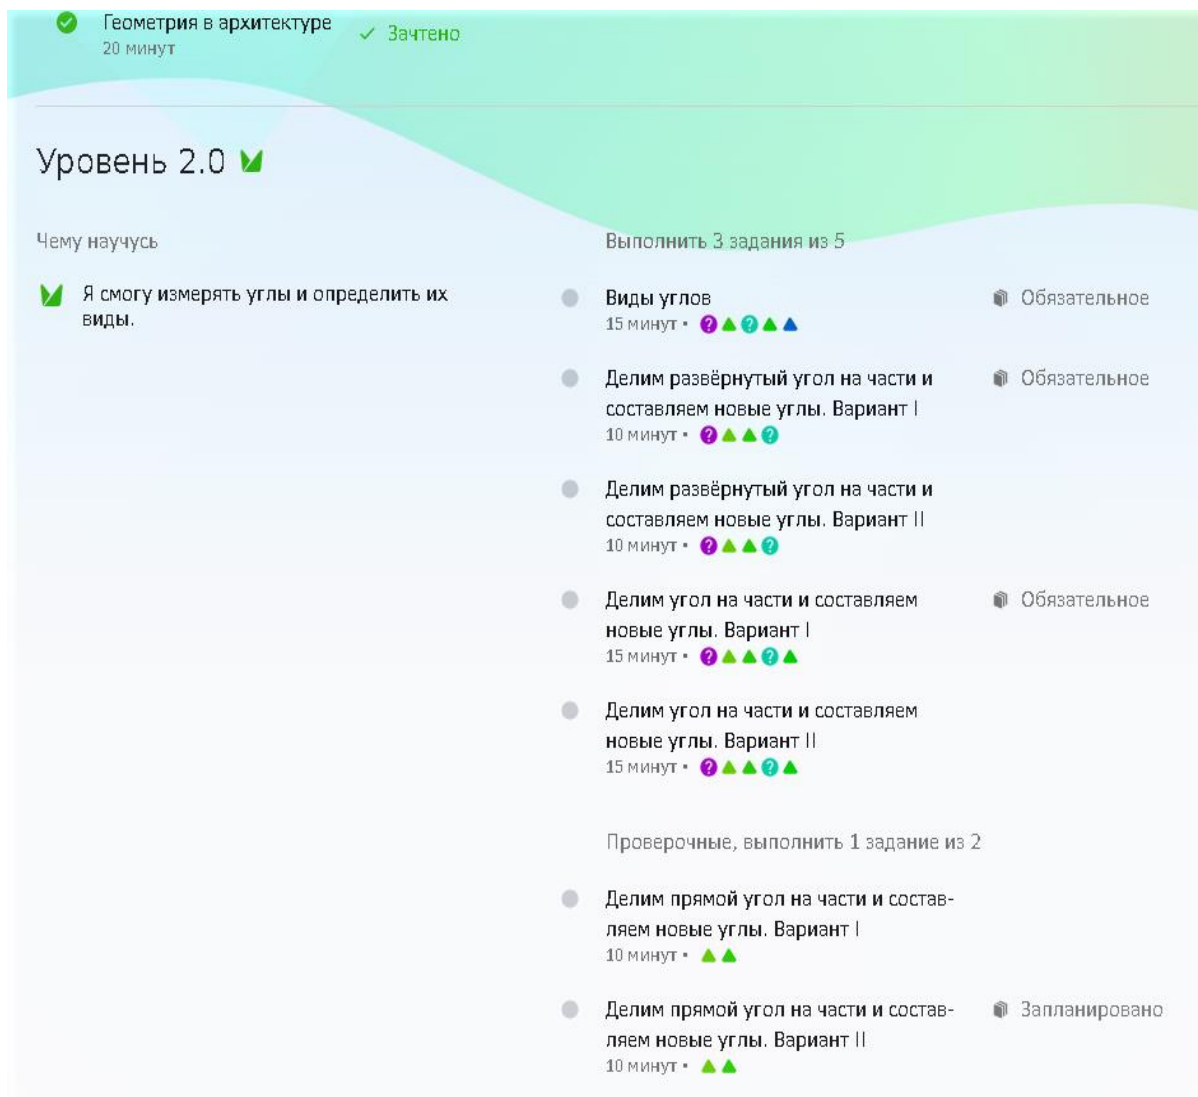 Геометрия в архитектуре
20 минут
Зачтено
Уровень 2.0
Чему научусь
Я смогу измерять углы и определить их
виды.
Выполнить 3 задания из 5
Виды углов
15 минут •
Обязательное
Делим развёрнутый угол на части и
составляем новые углы. Вариант I
10 минут •
Обязательное
Делим развёрнутый угол на части и
составляем новые углы. Вариант II
10 минут •
Делим угол на части и составляем
новые углы. Вариант I
15 минут •
Обязательное
Делим угол на части и составляем
новые углы. Вариант II
15 минут •
Проверочные, выполнить 1 задание из 2
Делим прямой угол на части и состав-
ляем новые углы. Вариант I
10 минут •
Делим прямой угол на части и состав-
ляем новые углы. Вариант II
10 минут •
Запланировано